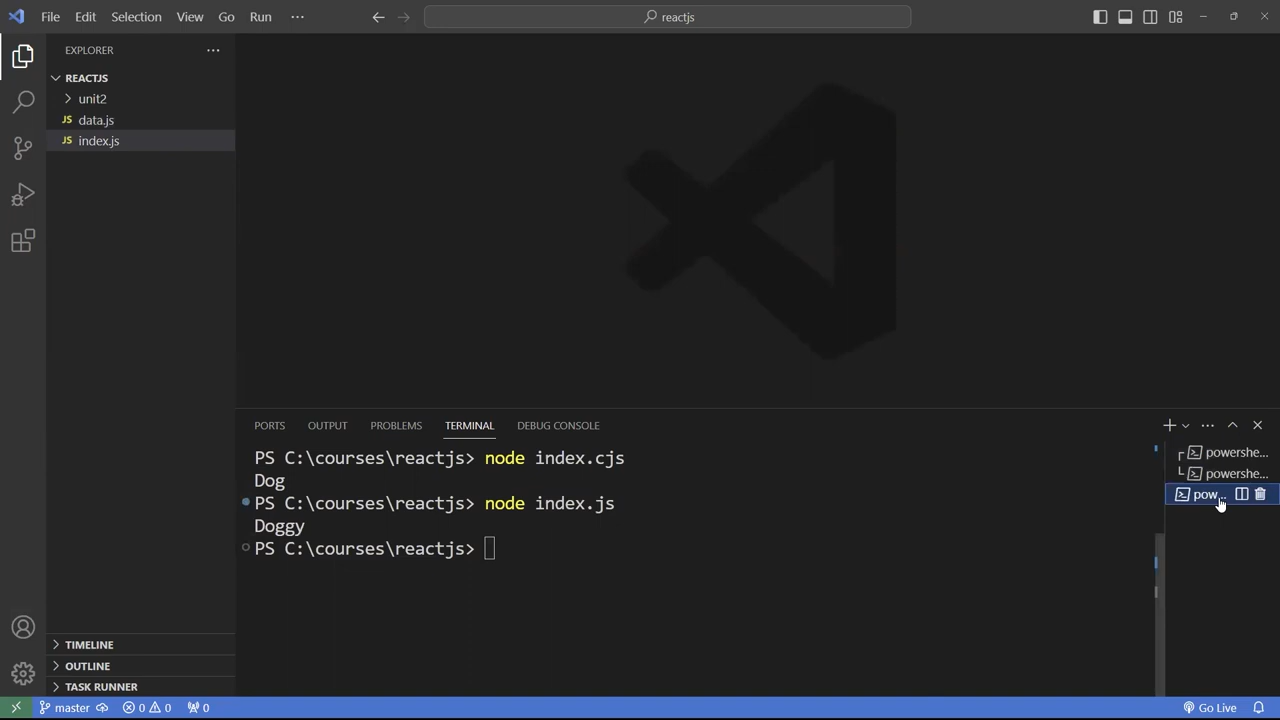 File Edit Selection View Go Run ···
reactjs
EXPLORER
REACTJS
unit2
JS data.js
JS index.js
PORTS OUTPUT PROBLEMS TERMINAL DEBUG CONSOLE
PS C:\courses\reactjs> node index.cjs
Dog
PS C:\courses\reactjs> node index.js
Doggy
PS C:\courses\reactjs>
powershe...
powershe...
pow...
TIMELINE
OUTLINE
TASK RUNNER
master 0 0 0 Go Live